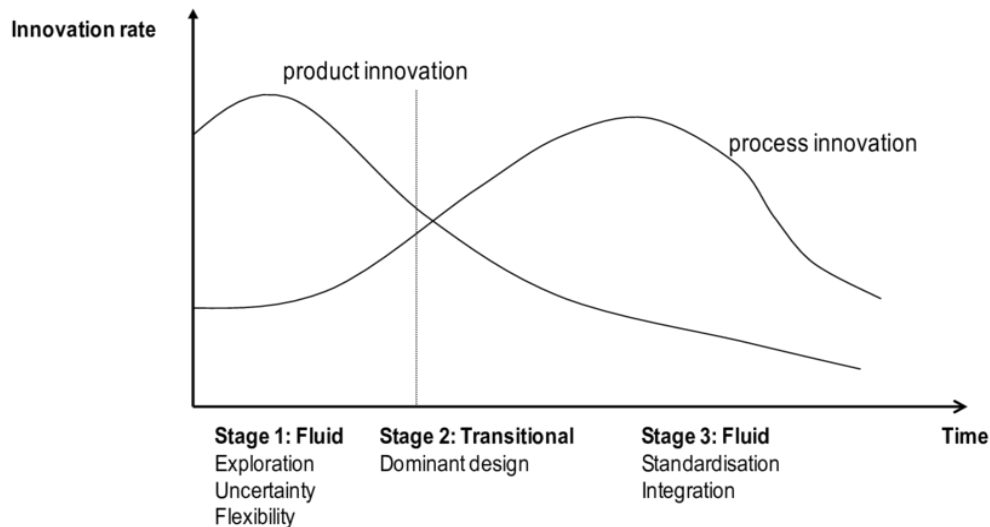 Innovation rate
product innovation
process innovation
Stage 1: Fluid
Exploration
Uncertainty
Flexibility
Stage 2: Transitional
Dominant design
Stage 3: Fluid
Standardisation
Integration
Time